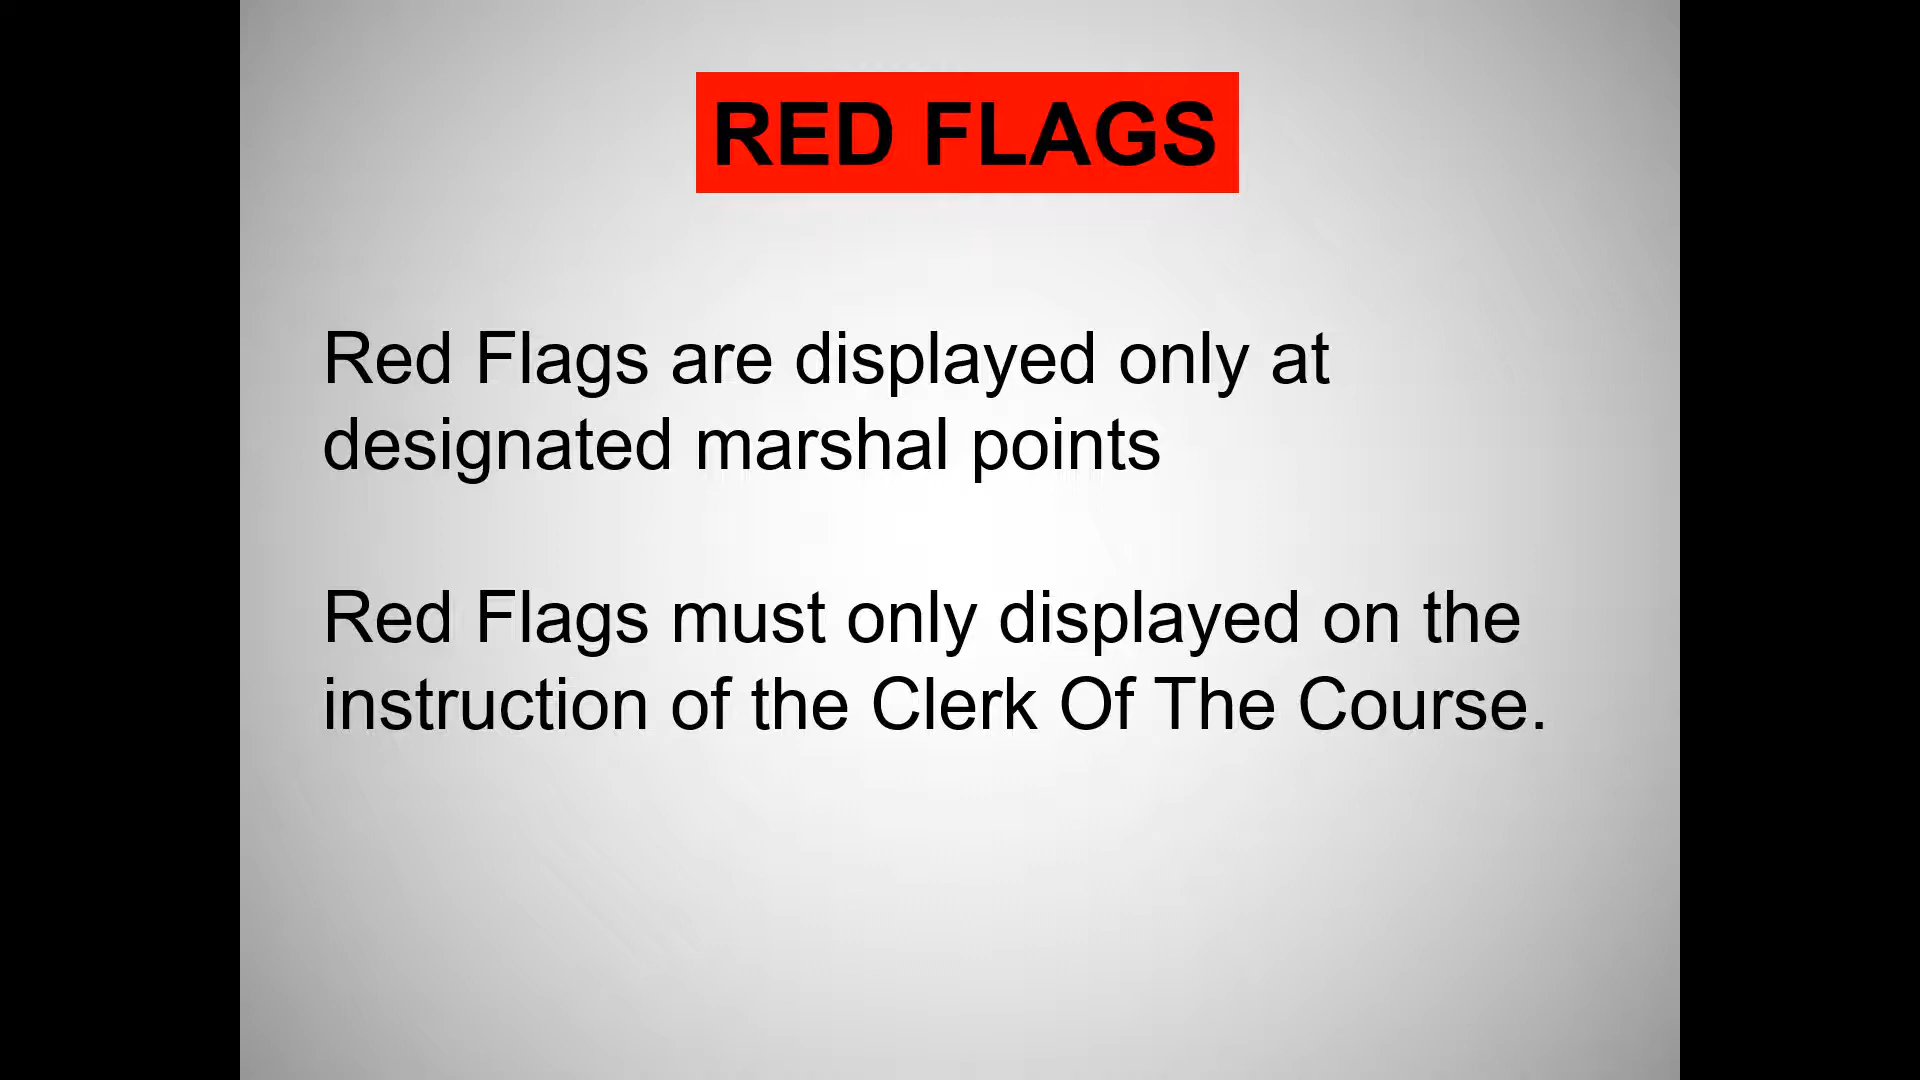 RED FLAGS
Red Flags are displayed only at
designated marshal points
Red Flags must only displayed on the
instruction of the Clerk Of The Course.